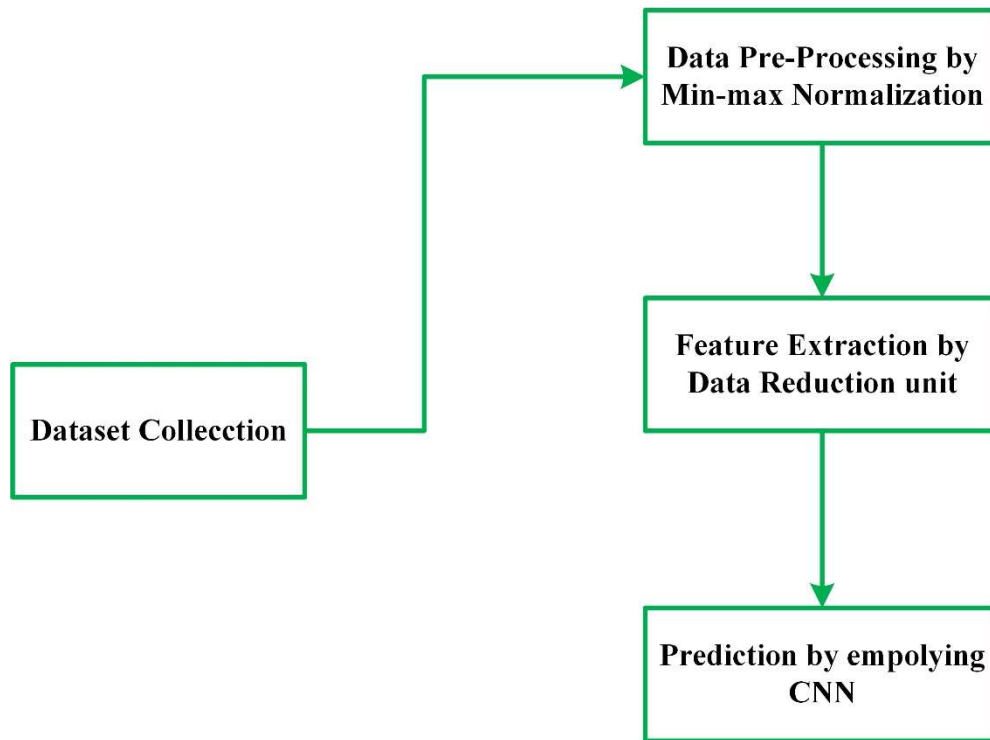 Dataset Collecction
Data Pre-Processing by
Min-max Normalization
Feature Extraction by
Data Reduction unit
Prediction by empolying
CNN